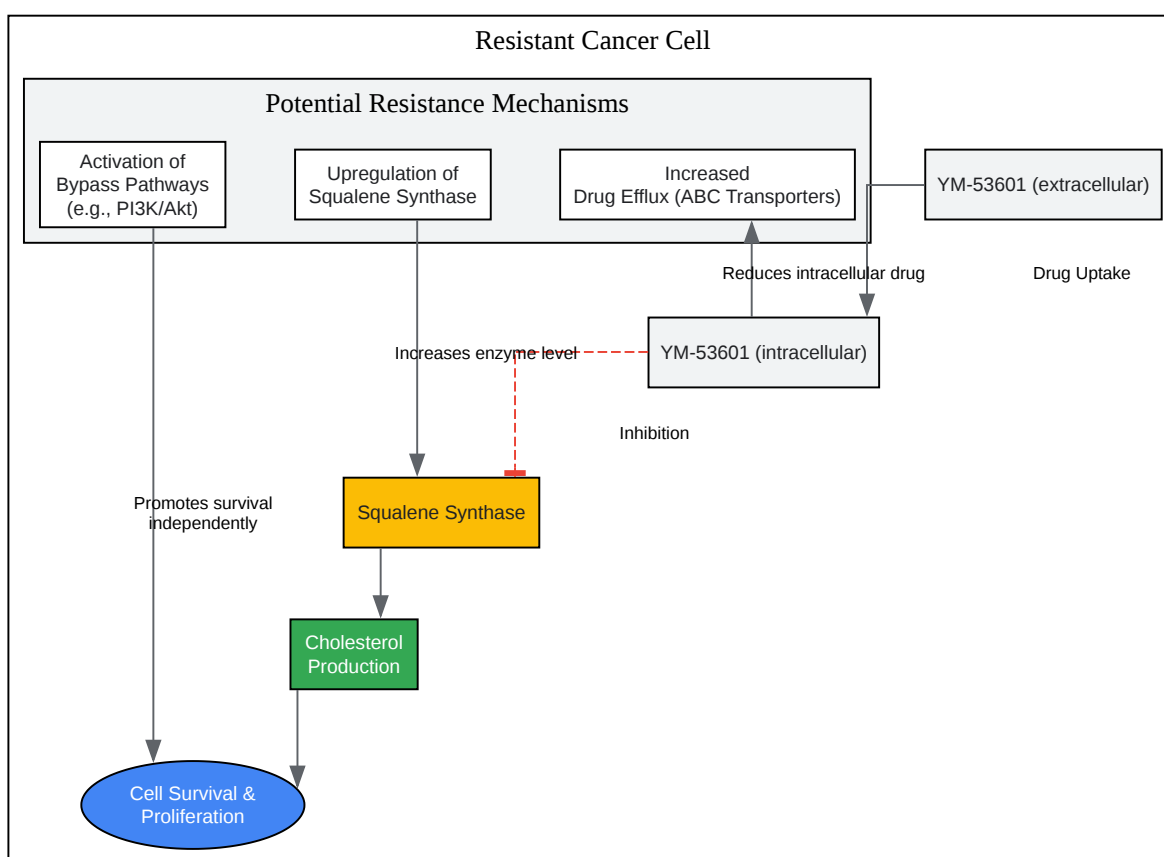 Resistant Cancer Cell
Potential Resistance Mechanisms
Activation of
Bypass Pathways
(e.g., PI3K/Akt)
Upregulation of
Squalene Synthase
Increased
Drug Efflux (ABC Transporters)
YM-53601 (extracellular)
Reduces intracellular drug
Drug Uptake
Increases enzyme level
YM-53601 (intracellular)
Inhibition
Promotes survival
independently
Squalene Synthase
Cholesterol
Production
Cell Survival &
Proliferation